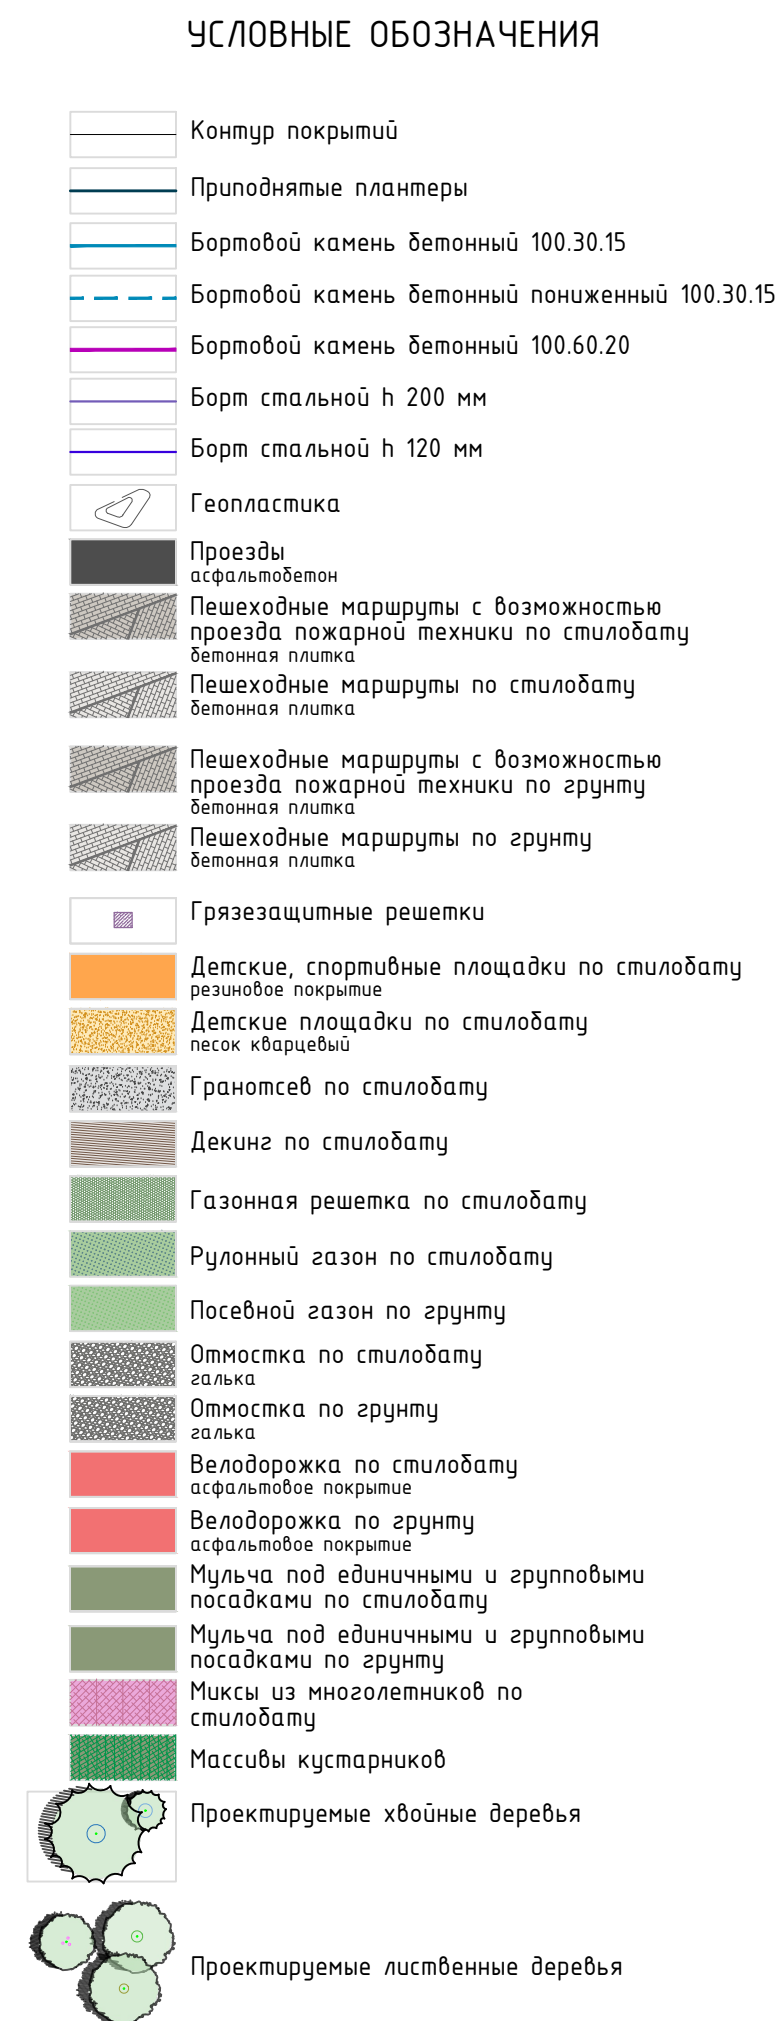 УСЛОВНЫЕ ОБОЗНАЧЕНИЯ
Контур покрытий
Приподнятые плантеры
Бортовой камень бетонный 100.30.15
Бортовой камень бетонный пониженный 100.30.15
Бортовой камень бетонный 100.60.20
Борт стальной h 200 мм
Борт стальной h 120 мм
Геопластика
Проезды
асфальтобетон
Пешеходные маршруты с возможностью
проезда пожарной техники по стилобату
бетонная плитка
Пешеходные маршруты по стилобату
бетонная плитка
Пешеходные маршруты с возможностью
проезда пожарной техники по грунту
бетонная плитка
Пешеходные маршруты по грунту
бетонная плитка
Грязезащитные решетки
Детские, спортивные площадки по стилобату
резиновое покрытие
Детские площадки по стилобату
песок кварцевый
Гранотсев по стилобату
Декинг по стилобату
Газонная решетка по стилобату
Рулонный газон по стилобату
Посевной газон по грунту
Отмостка по стилобату
галька
Отмостка по грунту
галька
Велодорожка по стилобату
асфальтовое покрытие
Велодорожка по грунту
асфальтовое покрытие
Мульча под единичными и групповыми
посадками по стилобату
Мульча под единичными и групповыми
посадками по грунту
Миксы из многолетников по
стилобату
Массивы кустарников
Проектируемые хвойные деревья
Проектируемые лиственные деревья